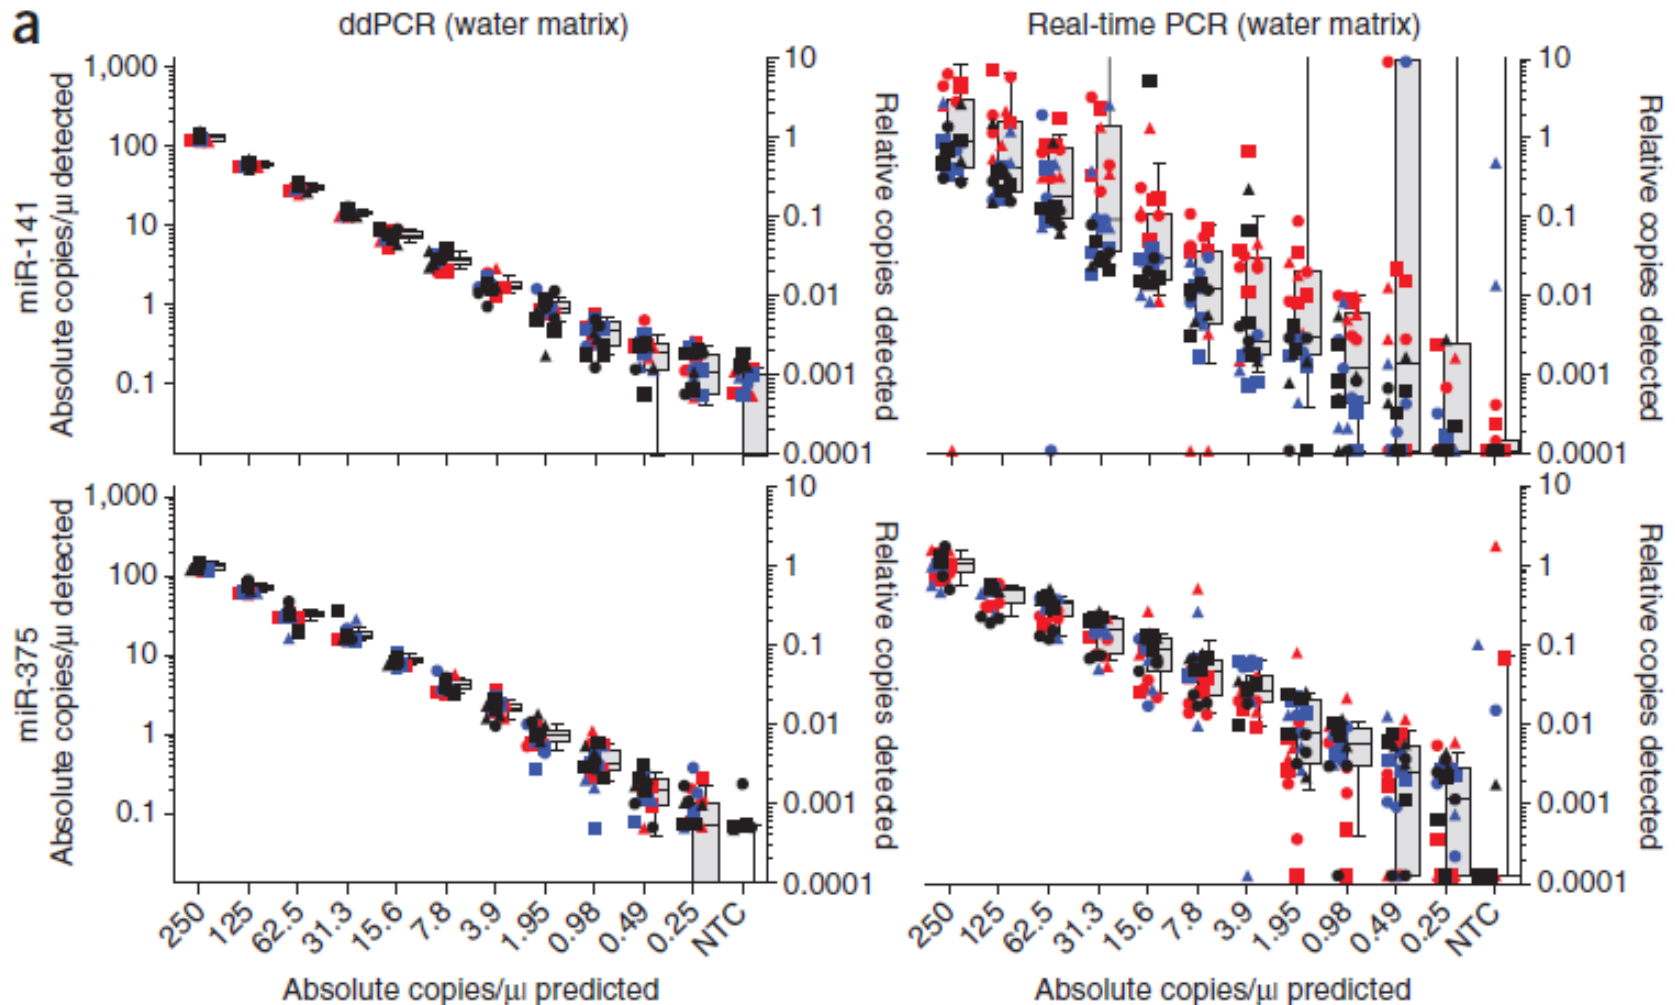 a
ddPCR (water matrix)
Real-time PCR (water matrix)
miR-141
Absolute copies/μl detected
1,000
100
10
1
0.1
10
1
0.1
0.01
0.001
0.0001
Relative copies detected
10
1
0.1
0.01
0.001
0.0001
Relative copies detected
miR-375
Absolute copies/μl detected
1,000
100
10
1
0.1
10
1
0.1
0.01
0.001
0.0001
Relative copies detected
10
1
0.1
0.01
0.001
0.0001
Relative copies detected
250 125 62.5 31.3 15.6 7.8 3.9 1.95 0.98 0.49 0.25 NTC
250 125 62.5 31.3 15.6 7.8 3.9 1.95 0.98 0.49 0.25 NTC
Absolute copies/μl predicted
Absolute copies/μl predicted